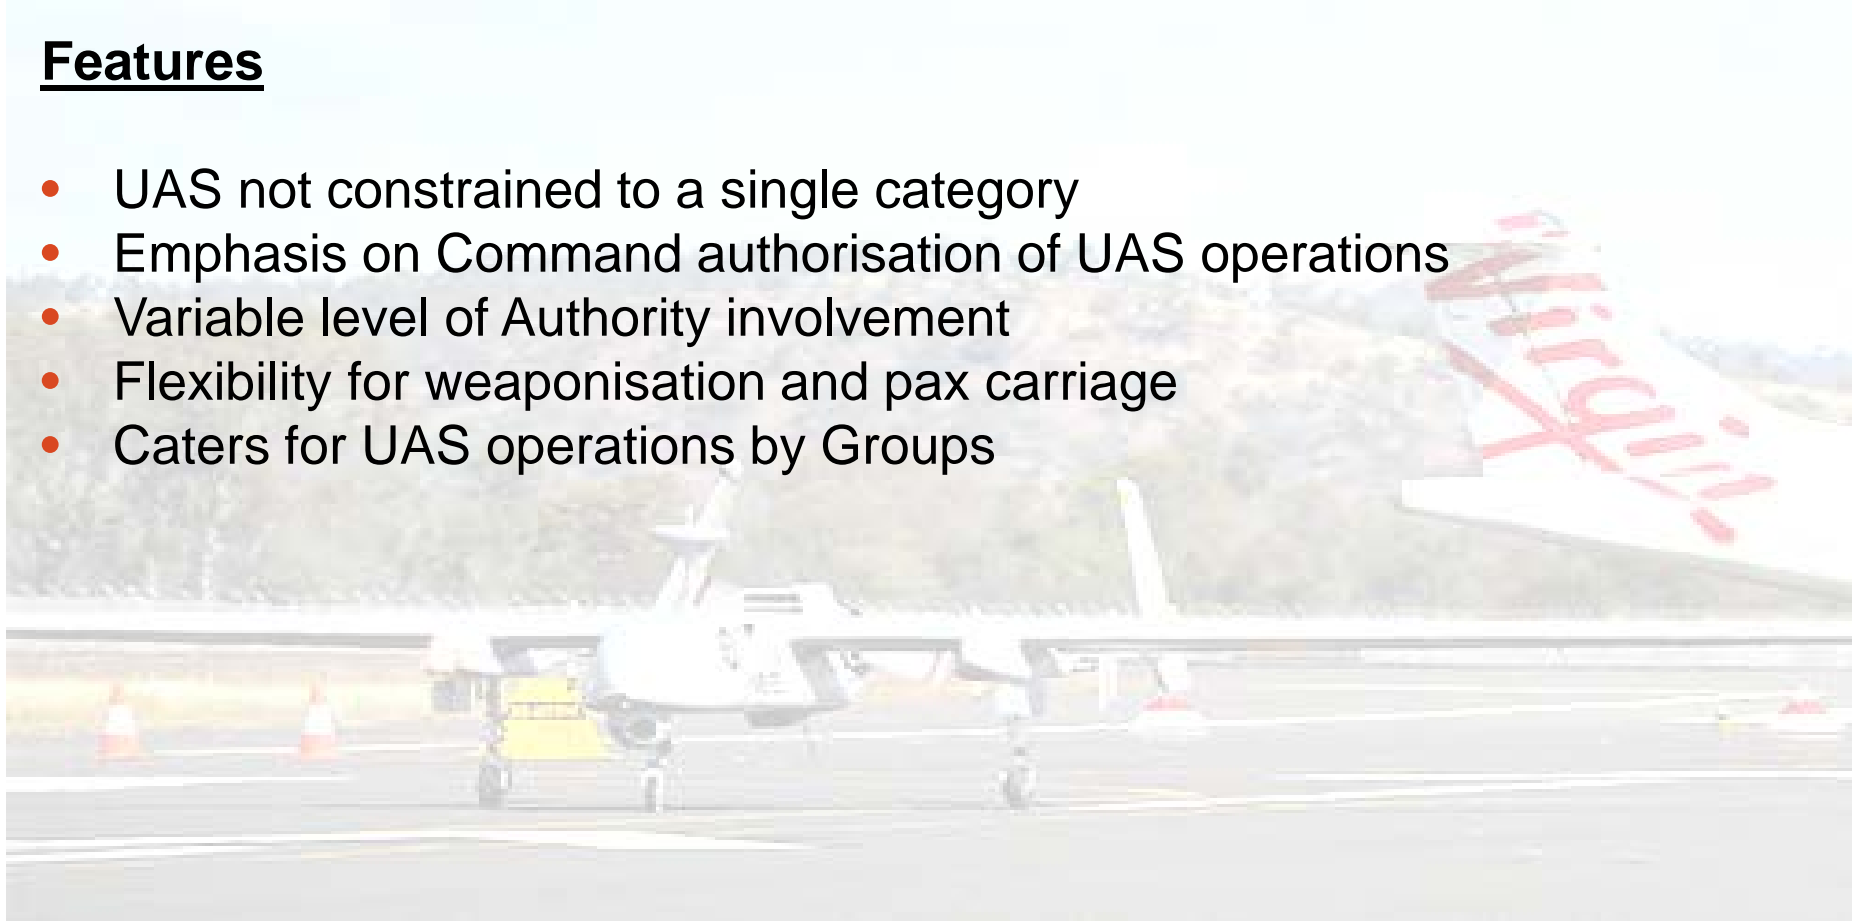 Features
• UAS not constrained to a single category
• Emphasis on Command authorisation of UAS operations
• Variable level of Authority involvement
• Flexibility for weaponisation and pax carriage
• Caters for UAS operations by Groups
Virgin